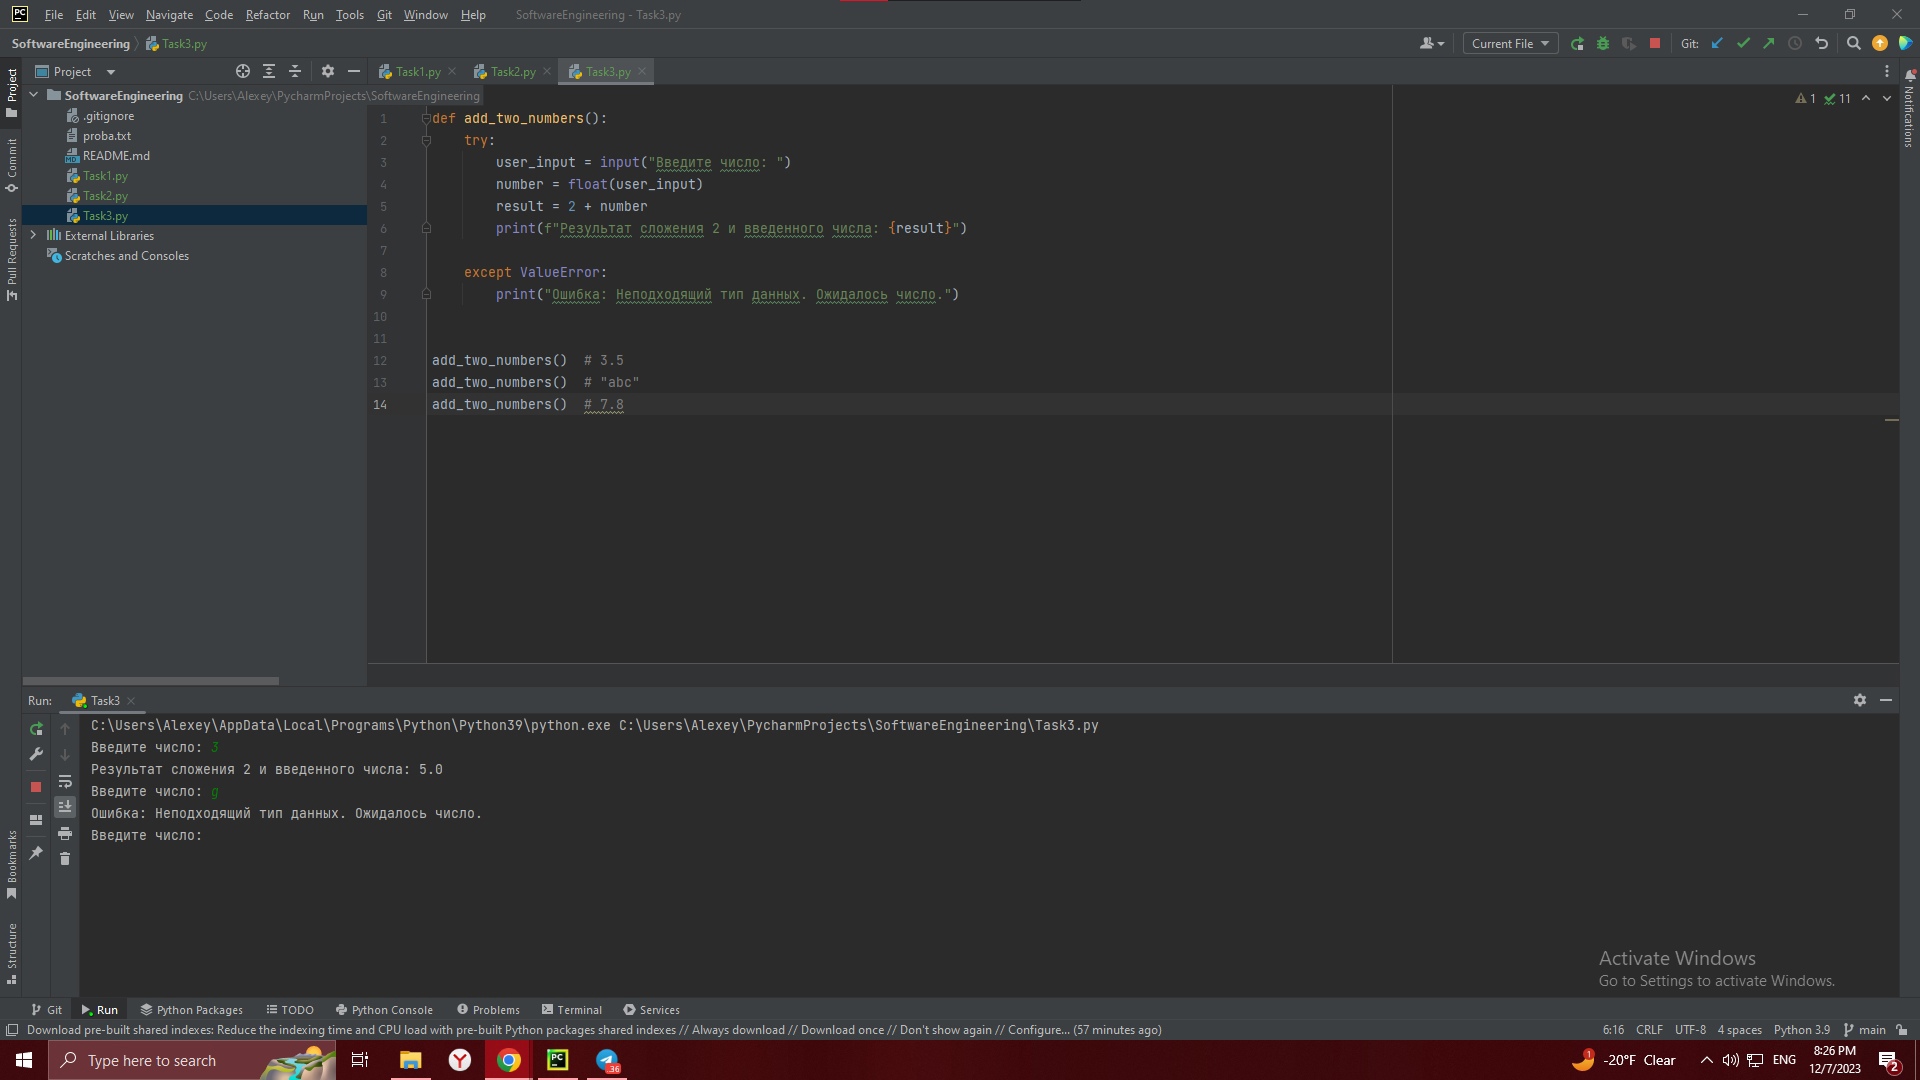 File Edit View Navigate Code Refactor Run Tools Git Window Help SoftwareEngineering - Task3.py
SoftwareEngineering Task3.py Current File Git:
Project Task1.py Task2.py Task3.py
SoftwareEngineering C:\Users\Alexey\PycharmProjects\SoftwareEngineering
.gitignore
proba.txt
README.md
Task1.py
Task2.py
Task3.py
External Libraries
Scratches and Consoles
Project
Commit
Pull Requests
Bookmarks
Structure
Notifications
1 11
1 def add_two_numbers():
2 try:
3 user_input = input("Введите число: ")
4 number = float(user_input)
5 result = 2 + number
6 print(f"Результат сложения 2 и введенного числа: {result}")
7
8 except ValueError:
9 print("Ошибка: Неподходящий тип данных. Ожидалось число.")
10
11
12 add_two_numbers() # 3.5
13 add_two_numbers() # "abc"
14 add_two_numbers() # 7.8
Run: Task3
C:\Users\Alexey\AppData\Local\Programs\Python\Python39\python.exe C:\Users\Alexey\PycharmProjects\SoftwareEngineering\Task3.py
Введите число: 3
Результат сложения 2 и введенного числа: 5.0
Введите число: g
Ошибка: Неподходящий тип данных. Ожидалось число.
Введите число:
Activate Windows
Go to Settings to activate Windows.
Git Run Python Packages TODO Python Console Problems Terminal Services
Download pre-built shared indexes: Reduce the indexing time and CPU load with pre-built Python packages shared indexes // Always download // Download once // Don't show again // Configure... (57 minutes ago) 6:16 CRLF UTF-8 4 spaces Python 3.9 main
Type here to search PC 36 1 -20°F Clear ENG 8:26 PM 2
12/7/2023